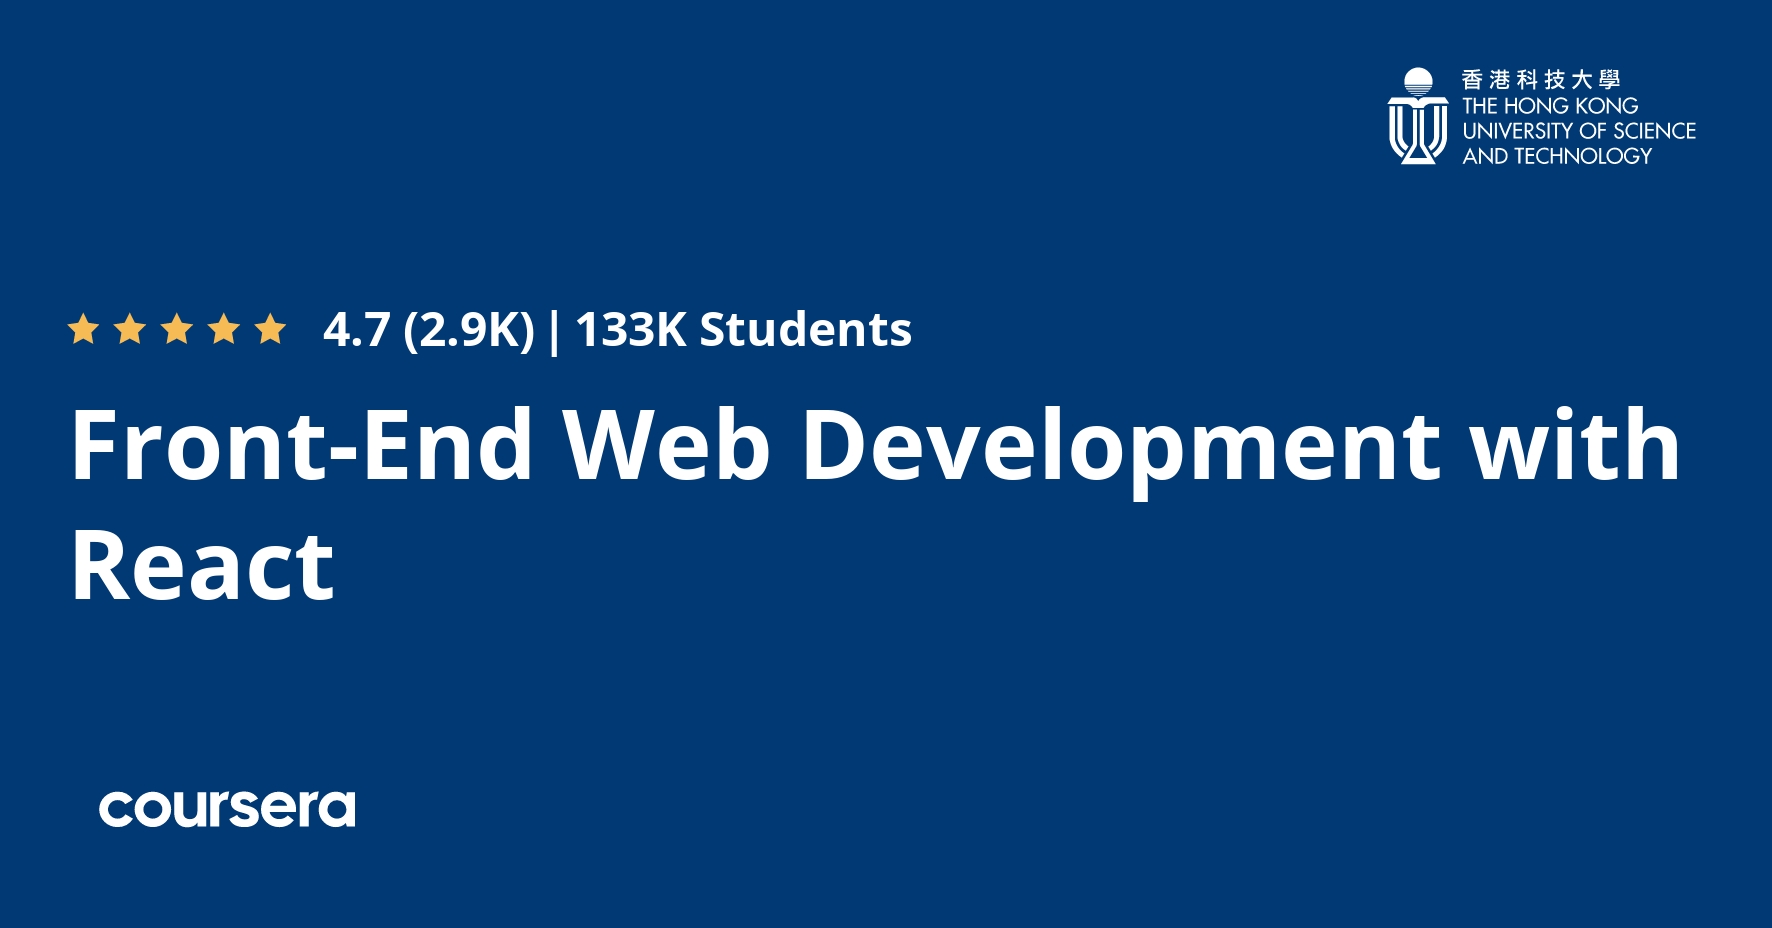 香港科技大學
THE HONG KONG
UNIVERSITY OF SCIENCE
AND TECHNOLOGY
4.7 (2.9K) | 133K Students
Front-End Web Development with
React
coursera